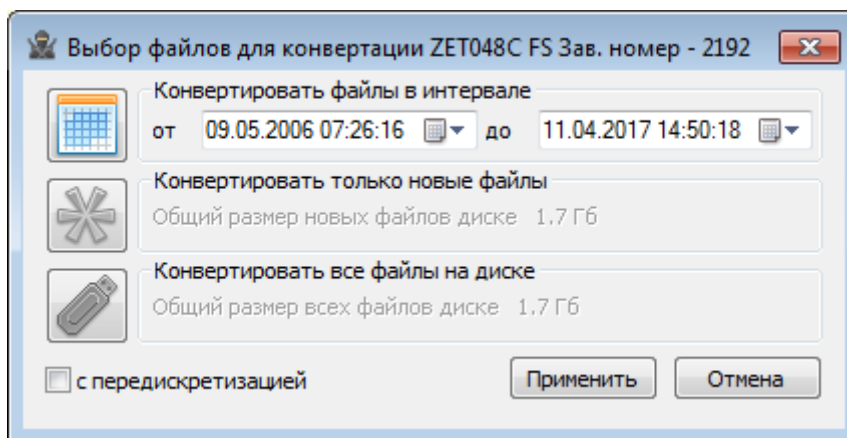 Выбор файлов для конвертации ZET048C FS Зав. номер - 2192
Конвертировать файлы в интервале
от 09.05.2006 07:26:16 до 11.04.2017 14:50:18
Конвертировать только новые файлы
Общий размер новых файлов диске 1.7 Гб
Конвертировать все файлы на диске
Общий размер всех файлов диске 1.7 Гб
с передискретизацией Применить Отмена